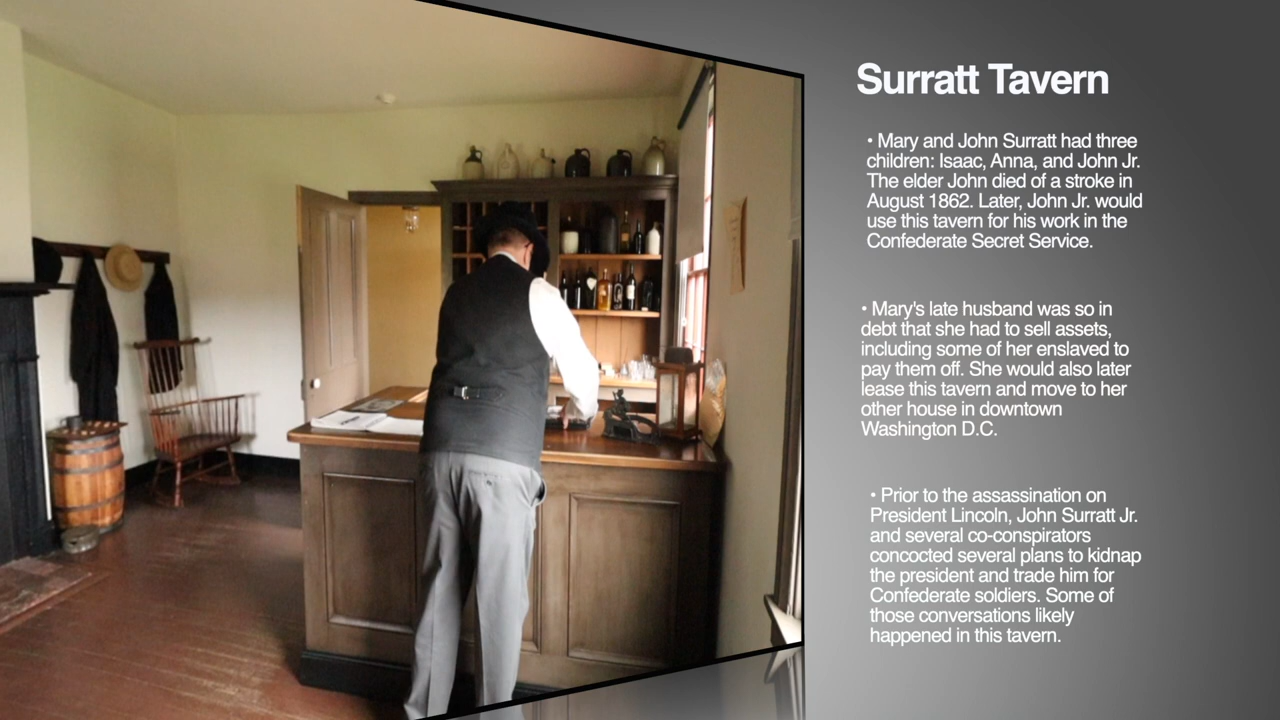 Surratt Tavern
• Mary and John Surratt had three
children: Isaac, Anna, and John Jr.
The elder John died of a stroke in
August 1862. Later, John Jr. would
use this tavern for his work in the
Confederate Secret Service.
• Mary's late husband was so in
debt that she had to sell assets,
including some of her enslaved to
pay them off. She would also later
lease this tavern and move to her
other house in downtown
Washington D.C.
• Prior to the assassination on
President Lincoln, John Surratt Jr.
and several co-conspirators
concocted several plans to kidnap
the president and trade him for
Confederate soldiers. Some of
those conversations likely
happened in this tavern.